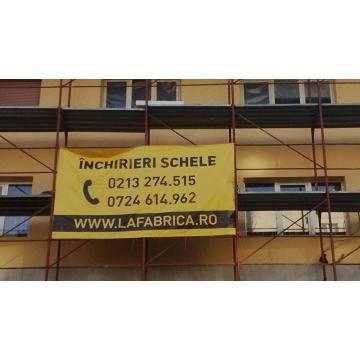 ÎNCHIRIERI SCHELE
0213 274.515
0724 614.962
WWW.LAFABRICA.RO